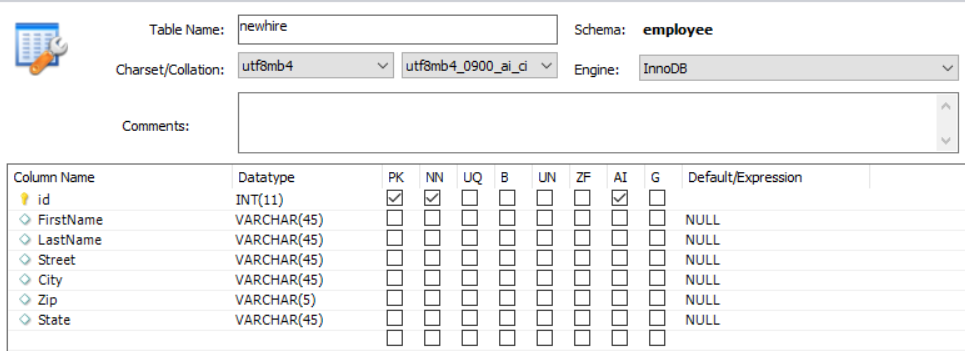 Table Name: newhire Schema: employee
Charset/Collation: utf8mb4 utf8mb4_0900_ai_ci Engine: InnoDB
Comments:
Column Name Datatype PK NN UQ B UN ZF AI G Default/Expression
id INT(11)
FirstName VARCHAR(45) NULL
LastName VARCHAR(45) NULL
Street VARCHAR(45) NULL
City VARCHAR(45) NULL
Zip VARCHAR(5) NULL
State VARCHAR(45) NULL